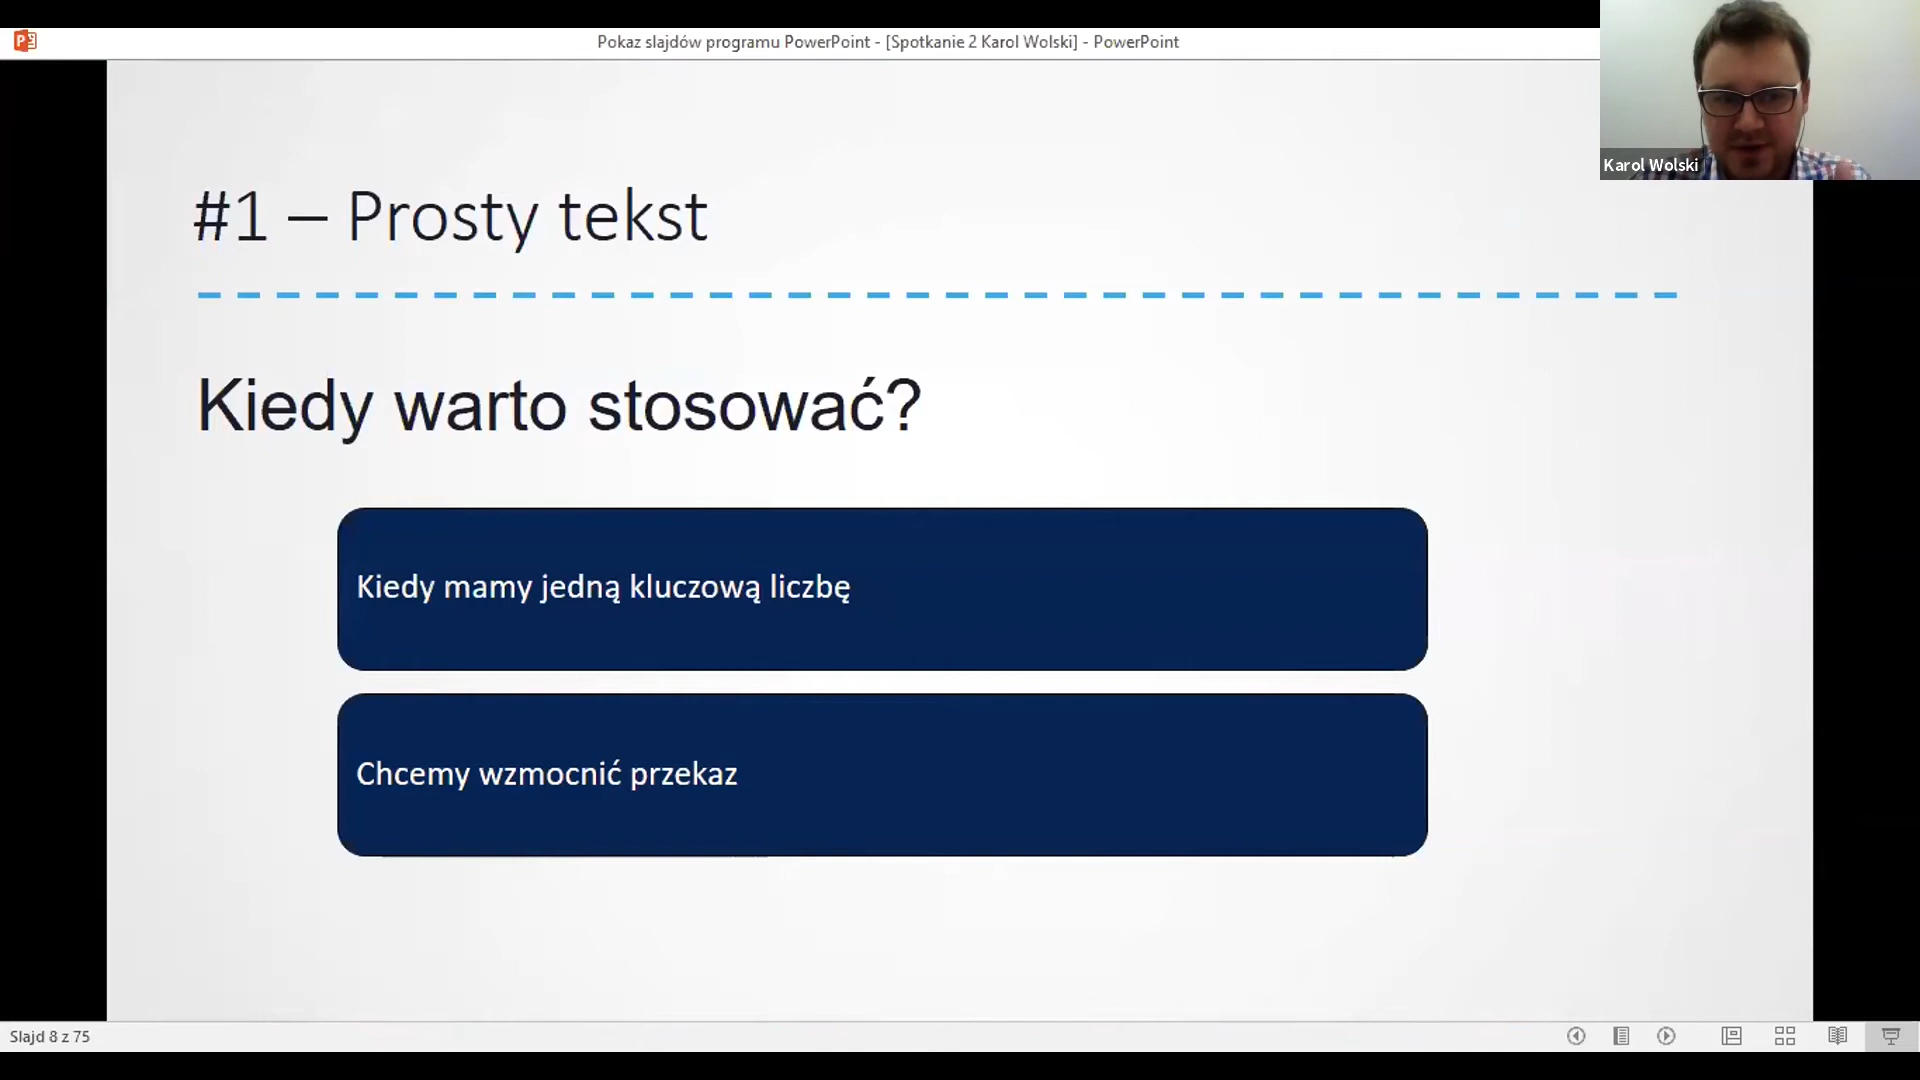 Pokaz slajdów programu PowerPoint - [Spotkanie 2 Karol Wolski] - PowerPoint
Karol Wolski
#1 – Prosty tekst
Kiedy warto stosować?
Kiedy mamy jedną kluczową liczbę
Chcemy wzmocnić przekaz
Slajd 8 z 75